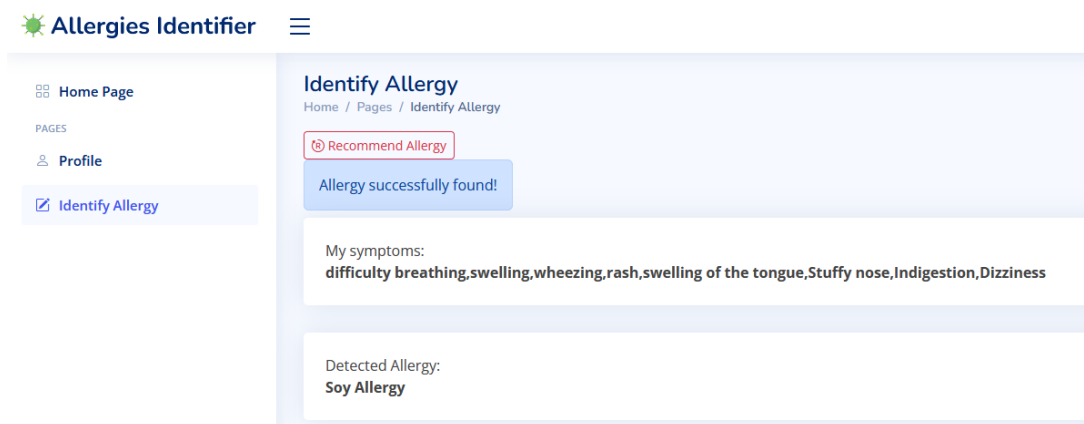 Allergies Identifier
Home Page
PAGES
Profile
Identify Allergy
Identify Allergy
Home / Pages / Identify Allergy
Recommend Allergy
Allergy successfully found!
My symptoms:
difficulty breathing,swelling,wheezing,rash,swelling of the tongue,Stuffy nose,Indigestion,Dizziness
Detected Allergy:
Soy Allergy